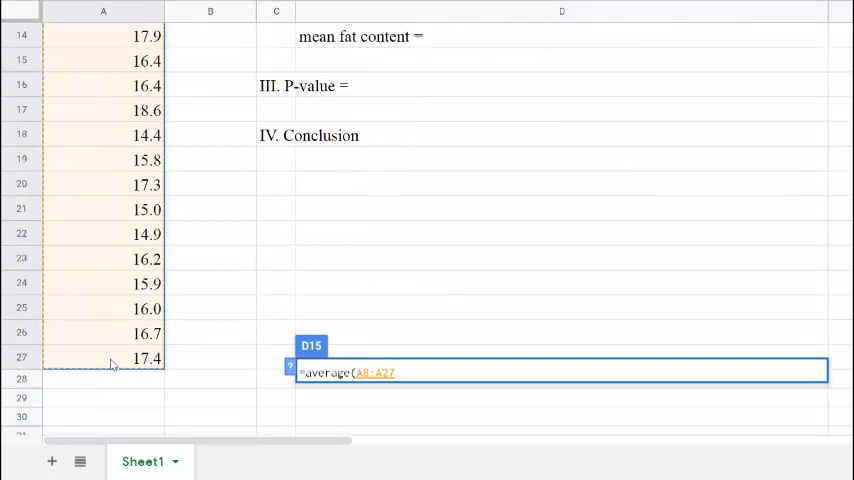 A B C D
14 17.9 mean fat content =
15 16.4
16 16.4 III. P-value =
17 18.6
18 14.4 IV. Conclusion
19 15.8
20 17.3
21 15.0
22 14.9
23 16.2
24 15.9
25 16.0
26 16.7
D15
27 17.4
? =average(A8:A27
28
29
30
Sheet1